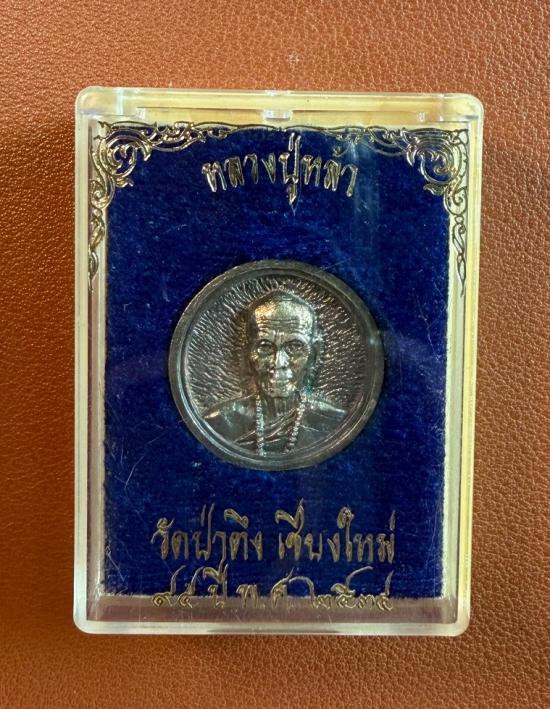 หลวงปู่หล้า
วัดป่าตึง เชียงใหม่
๙๔ ปี พ.ศ. ๒๕๓๔